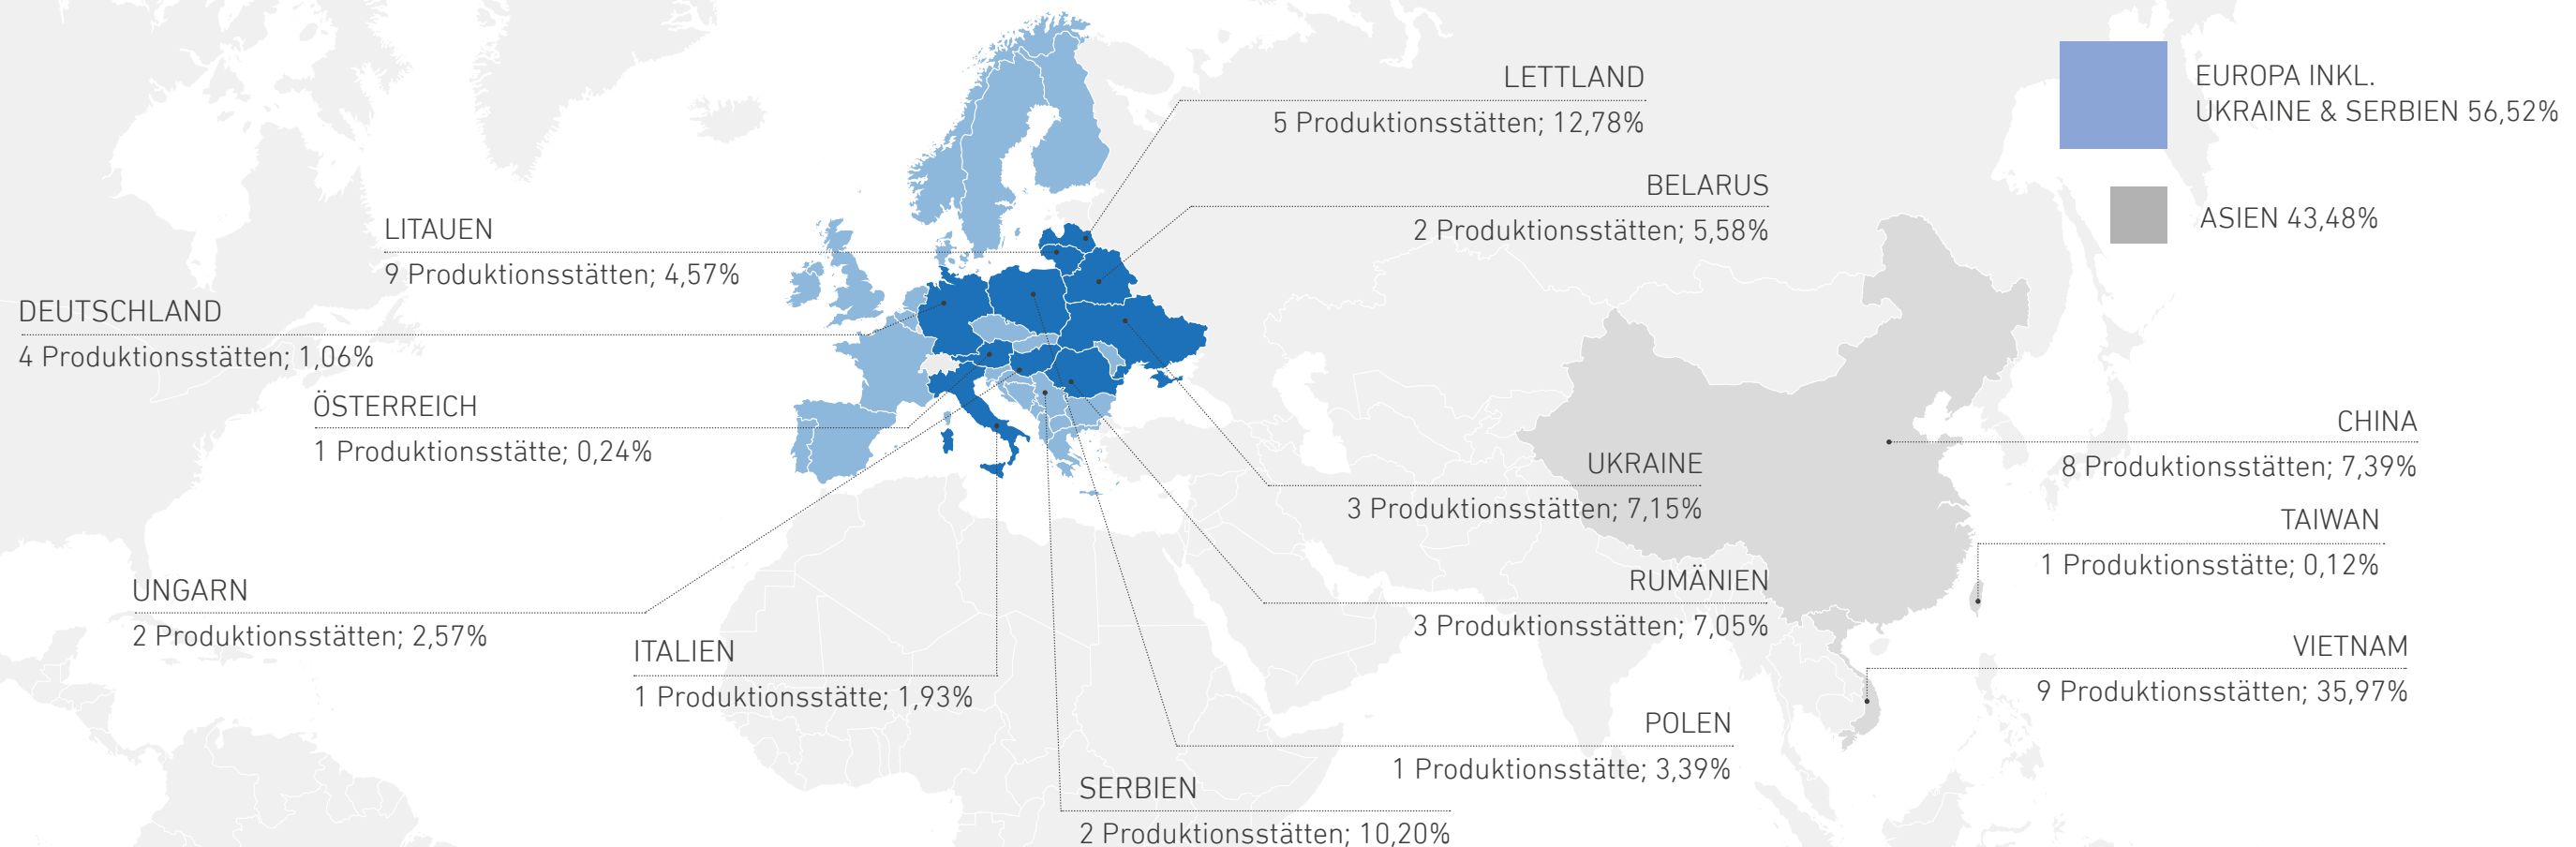 LETTLAND
5 Produktionsstätten; 12,78%
EUROPA INKL.
UKRAINE & SERBIEN 56,52%
BELARUS
2 Produktionsstätten; 5,58%
ASIEN 43,48%
LITAUEN
9 Produktionsstätten; 4,57%
DEUTSCHLAND
4 Produktionsstätten; 1,06%
ÖSTERREICH
1 Produktionsstätte; 0,24%
CHINA
8 Produktionsstätten; 7,39%
UKRAINE
3 Produktionsstätten; 7,15%
TAIWAN
1 Produktionsstätte; 0,12%
UNGARN
2 Produktionsstätten; 2,57%
RUMÄNIEN
3 Produktionsstätten; 7,05%
ITALIEN
1 Produktionsstätte; 1,93%
VIETNAM
9 Produktionsstätten; 35,97%
POLEN
1 Produktionsstätte; 3,39%
SERBIEN
2 Produktionsstätten; 10,20%